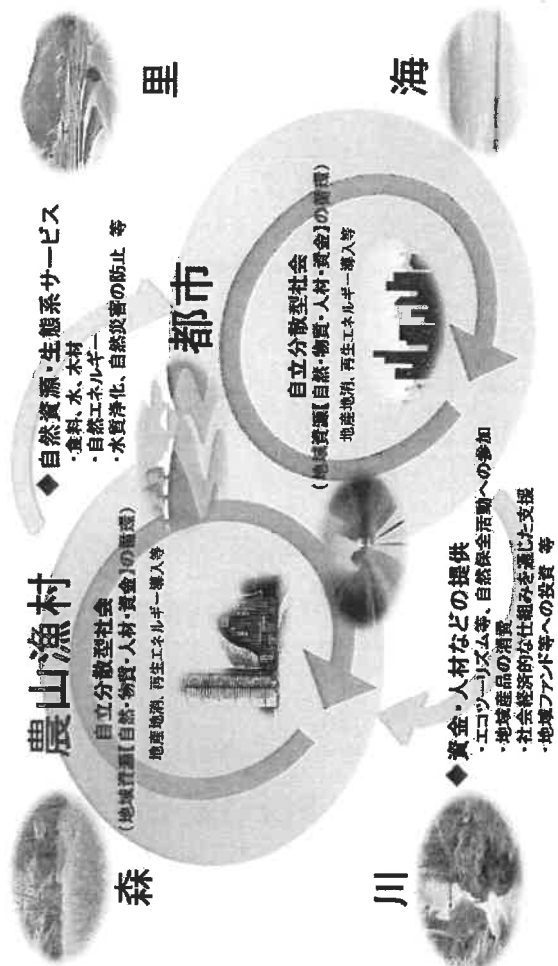 森
農山漁村
自立分散型社会
(地域資源【自然・物質・人材・資金】の循環)
地産地消、再生エネルギー導入等
◆自然資源・生態系サービス
・食料、水、木材
・自然エネルギー
・水質浄化、自然災害の防止 等
里
川
◆資金・人材などの提供
・エコツーリズム等、自然保全活動への参加
・地域産品の消費
・社会経済的な仕組みを通じた支援
・地域ファンド等への投資 等
都市
自立分散型社会
(地域資源【自然・物質・人材・資金】の循環)
地産地消、再生エネルギー導入等
海